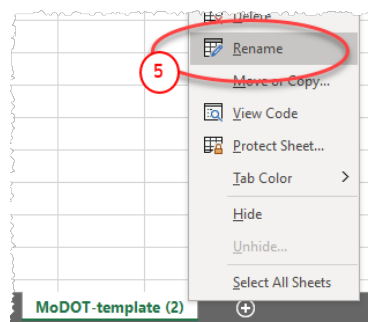 Delete
Rename
5
Move or Copy...
View Code
Protect Sheet...
Tab Color
Hide
Unhide...
Select All Sheets
MoDOT-template (2)